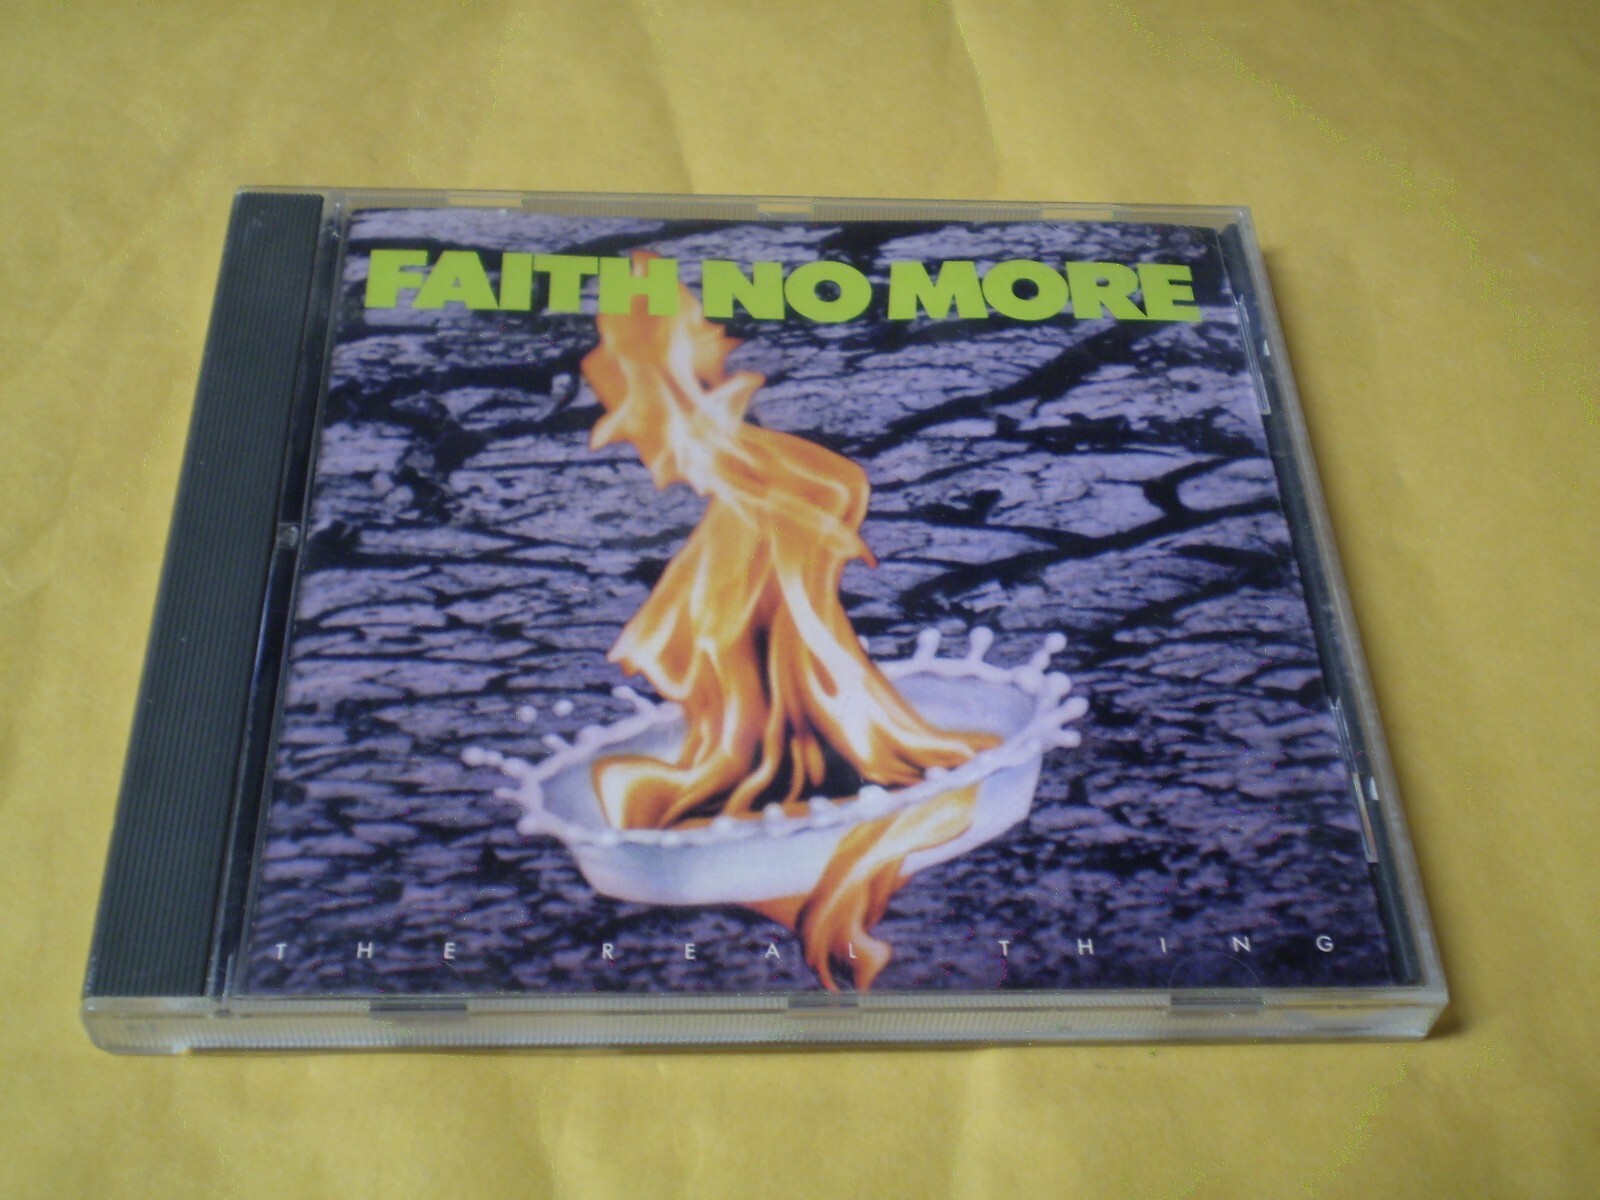 FAITH NO MORE
THE REAL THING